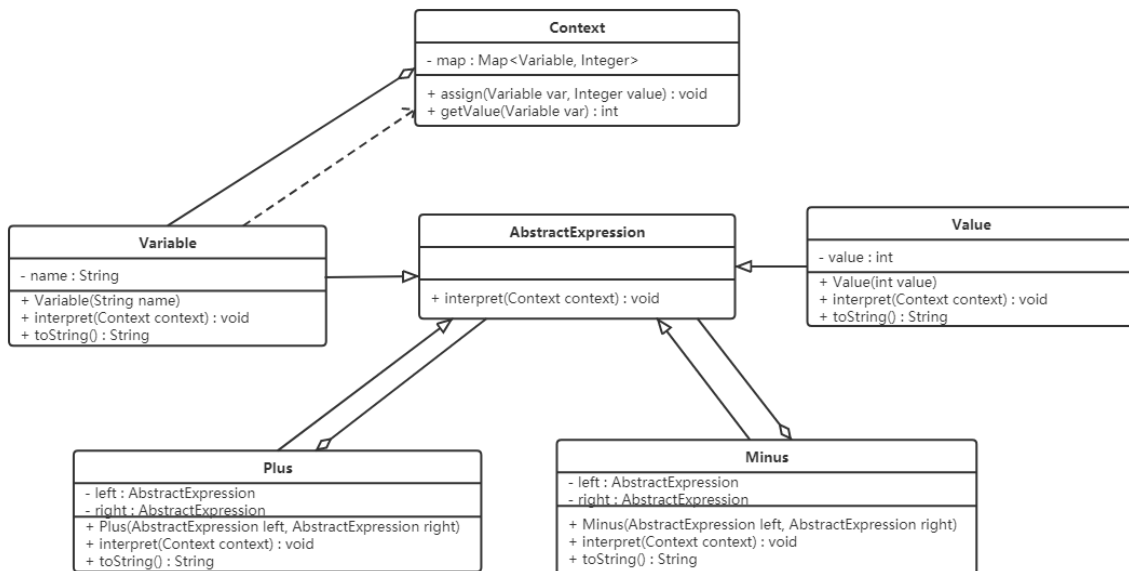 Context
- map : Map<Variable, Integer>
+ assign(Variable var, Integer value) : void
+ getValue(Variable var) : int
Variable
- name : String
+ Variable(String name)
+ interpret(Context context) : void
+ toString() : String
AbstractExpression
+ interpret(Context context) : void
Value
- value : int
+ Value(int value)
+ interpret(Context context) : void
+ toString() : String
Plus
- left : AbstractExpression
- right : AbstractExpression
+ Plus(AbstractExpression left, AbstractExpression right)
+ interpret(Context context) : void
+ toString() : String
Minus
- left : AbstractExpression
- right : AbstractExpression
+ Minus(AbstractExpression left, AbstractExpression right)
+ interpret(Context context) : void
+ toString() : String